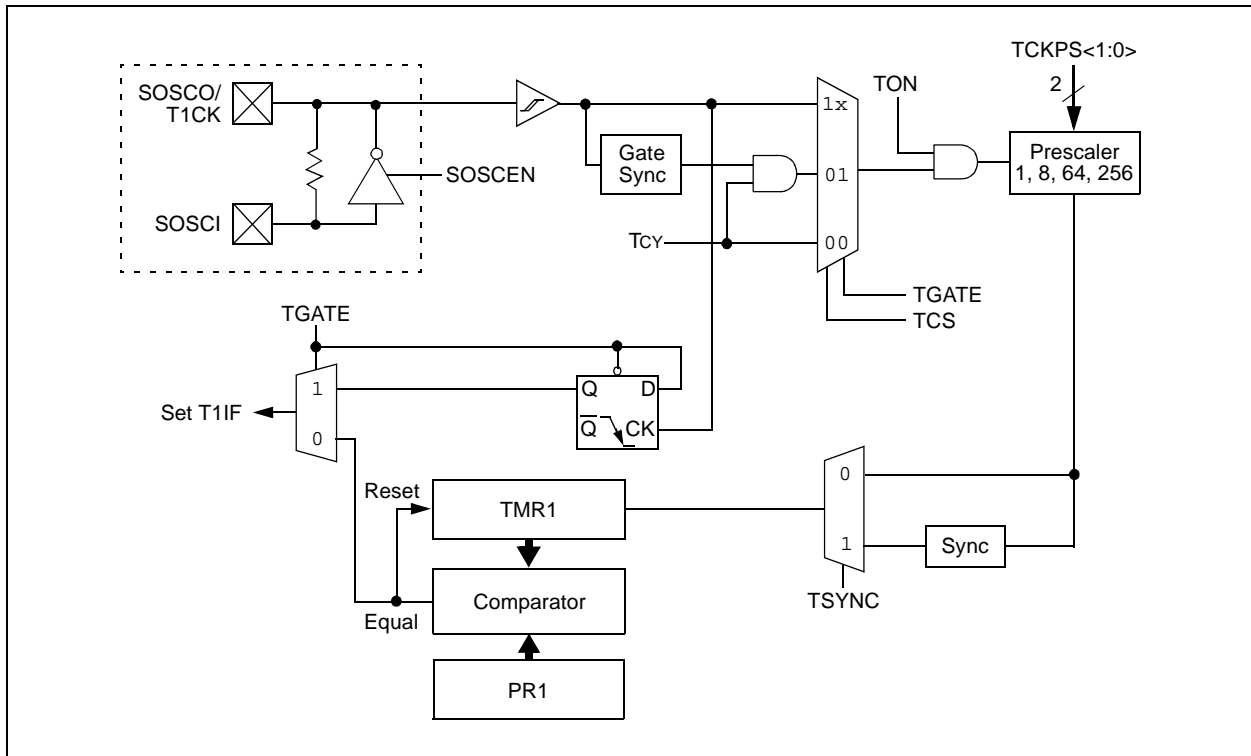 TCKPS<1:0>
SOSCO/
T1CK
2
TON
1x
Gate
Sync
Prescaler
1, 8, 64, 256
SOSCEN
01
SOSCI
TCY
00
TGATE
TCS
TGATE
1
Q
D
Set T1IF
Q
CK
0
0
Reset
TMR1
1
Sync
Comparator
TSYNC
Equal
PR1